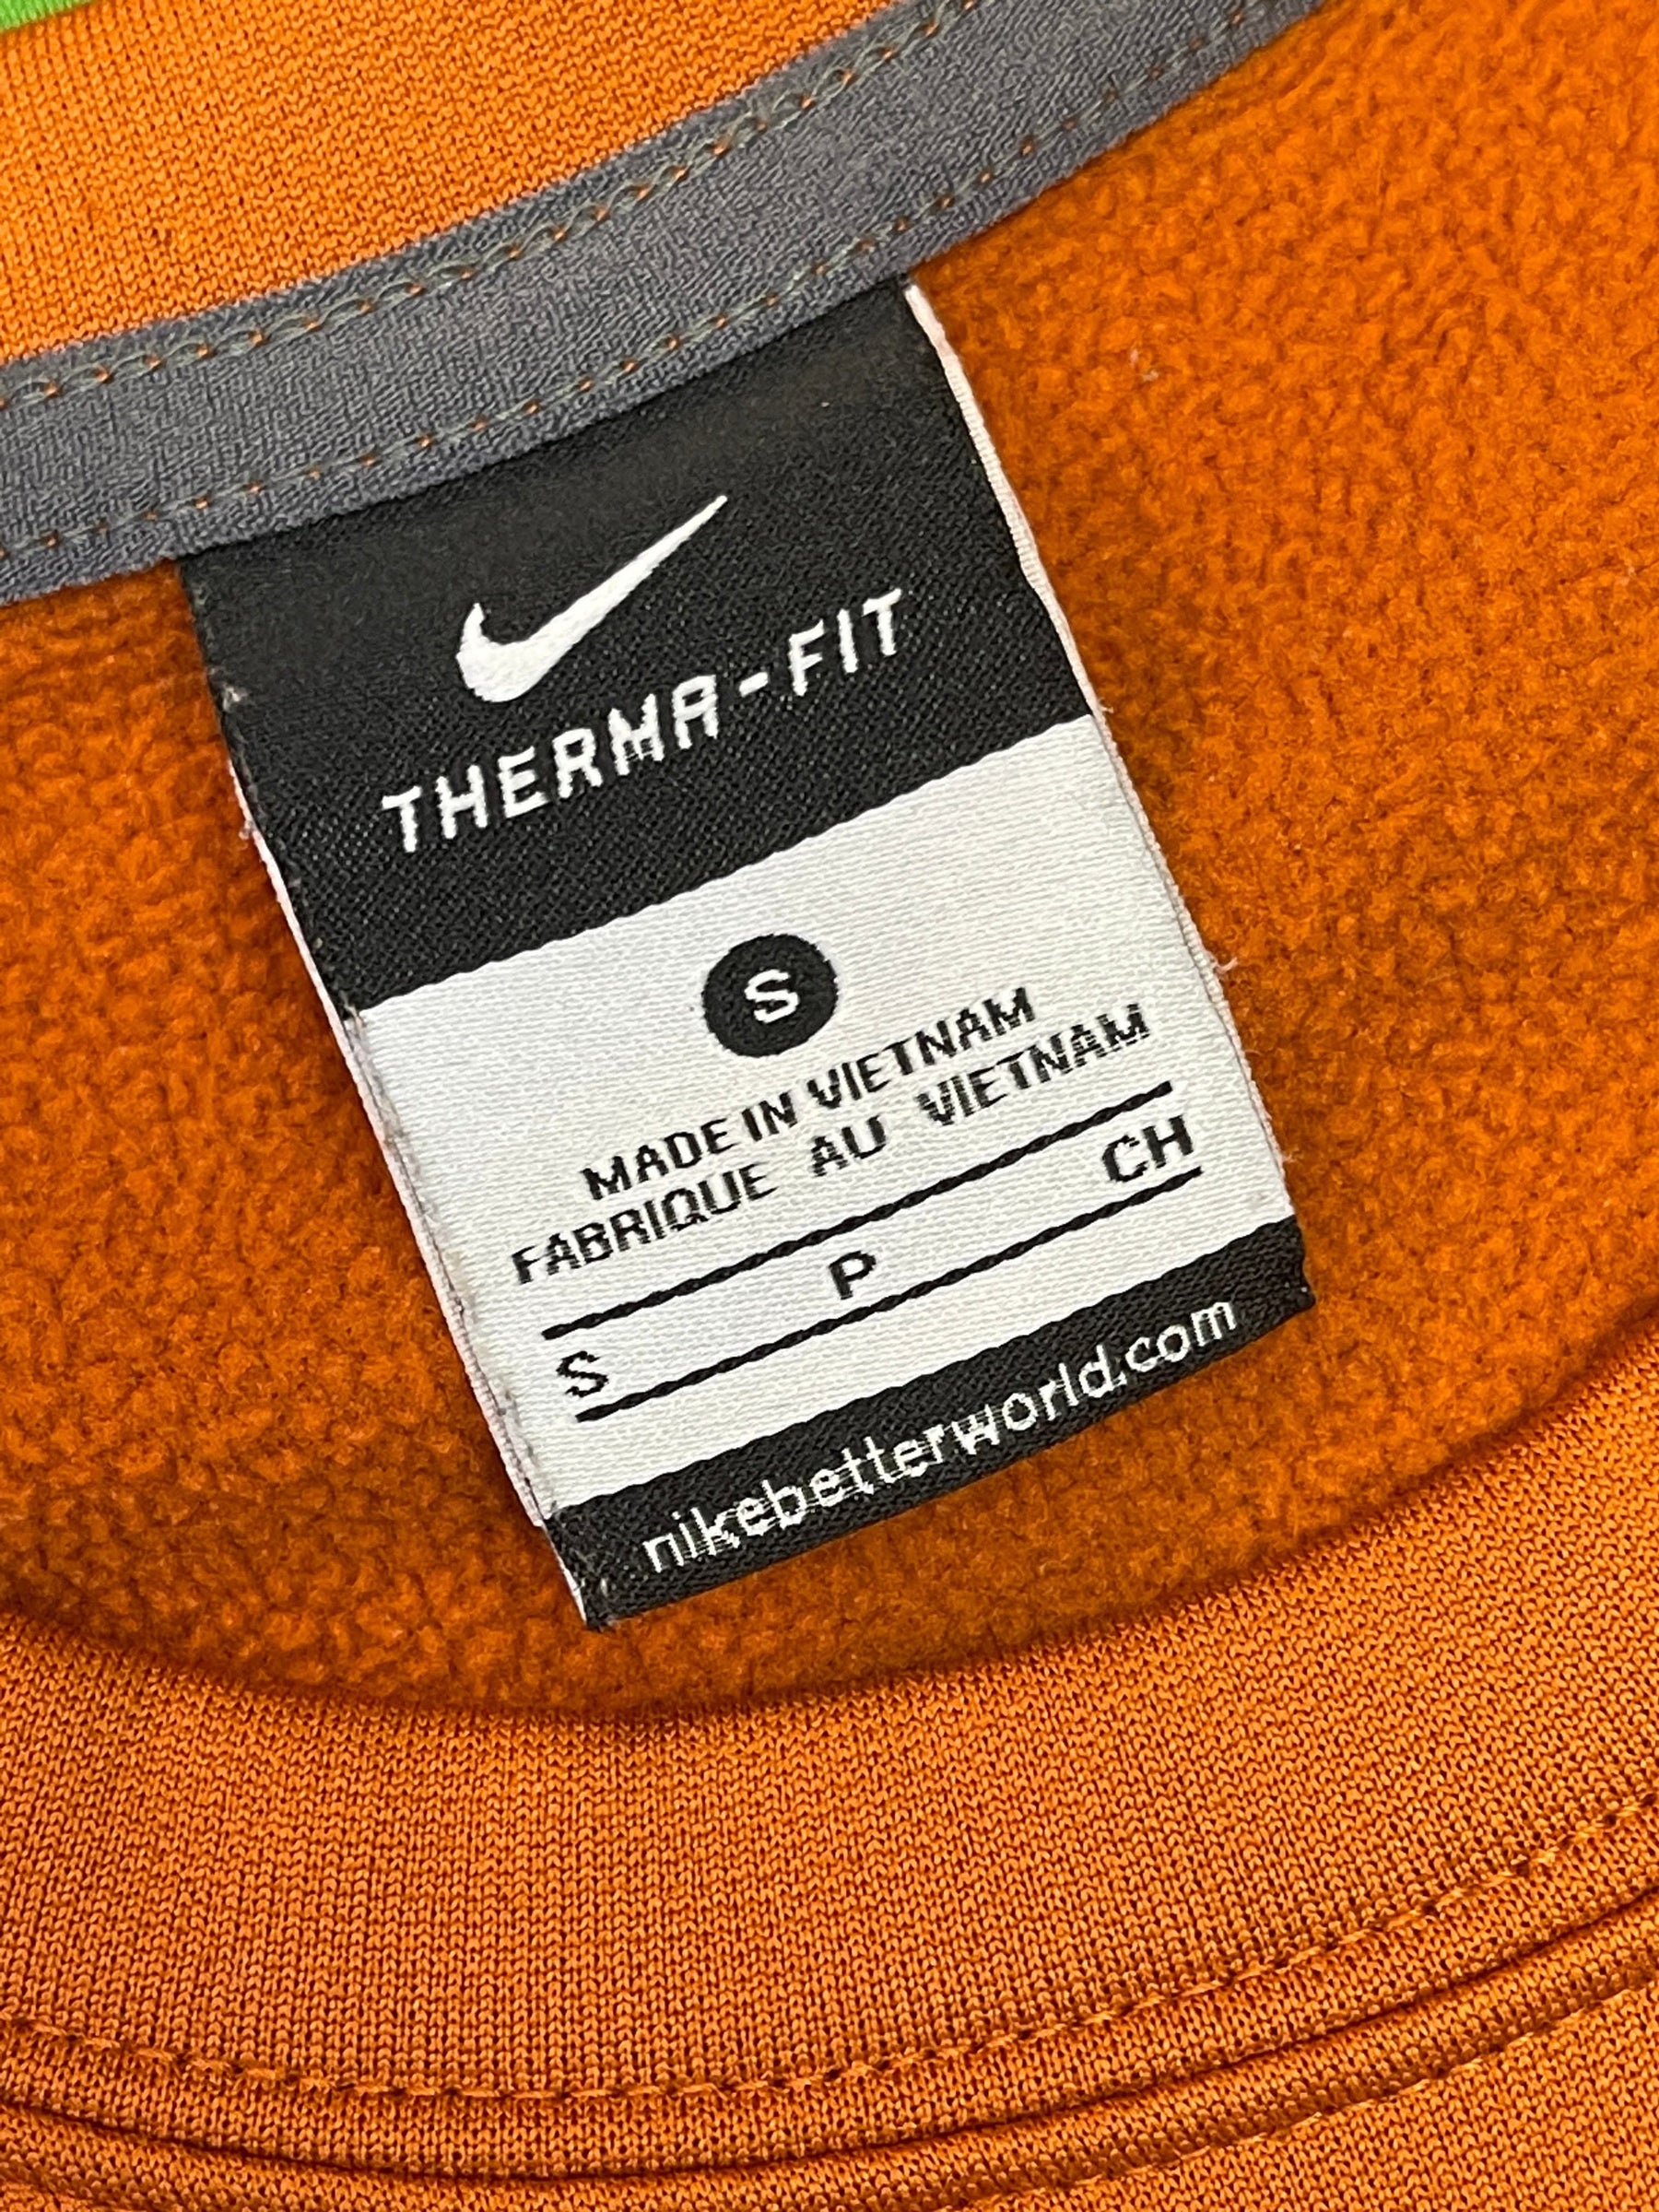 THERMA-FIT
S
MADE IN VIETNAM
FABRIQUE AU VIETNAM
S P CH
nikebetterworld.com